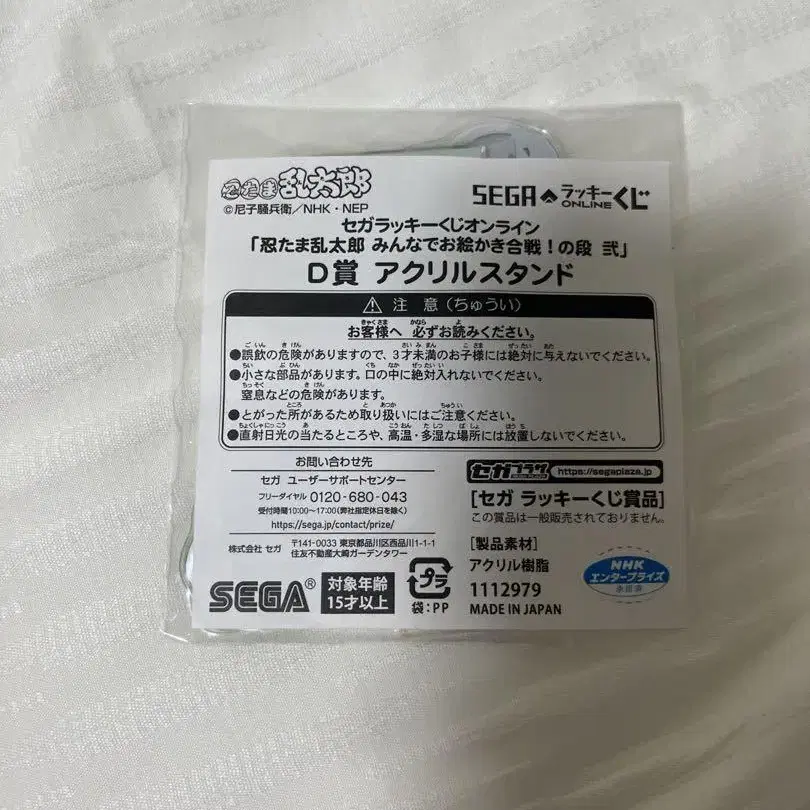 忍たま乱太郎
©尼子騒兵衛／NHK・NEP
SEGA ラッキーくじ ONLINE
セガラッキーくじオンライン
「忍たま乱太郎 みんなでお絵かき合戦！の段 弐」
D賞 アクリルスタンド
⚠ 注 意（ちゅうい）
お客様へ 必ずお読みください。
●誤飲の危険がありますので、3才未満のお子様には絶対に与えないでください。
●小さな部品があります。口の中に絶対入れないでください。
窒息などの危険があります。
●とがった所があるため取り扱いにはご注意ください。
●直射日光の当たるところや、高温・多湿な場所には放置しないでください。
お問い合わせ先
セガ ユーザーサポートセンター
フリーダイヤル 0120-680-043
受付時間10:00～17:00（弊社指定休日を除く）
https://sega.jp/contact/prize/
株式会社 セガ 〒141-0033 東京都品川区西品川1-1-1
住友不動産大崎ガーデンタワー
SEGA®
対象年齢
15才以上
プラ
袋：PP
セガプラザ https://segaplaza.jp
[セガ ラッキーくじ賞品]
この賞品は一般販売されておりません。
[製品素材]
アクリル樹脂
1112979
MADE IN JAPAN
NHK
エンタープライズ
承認済